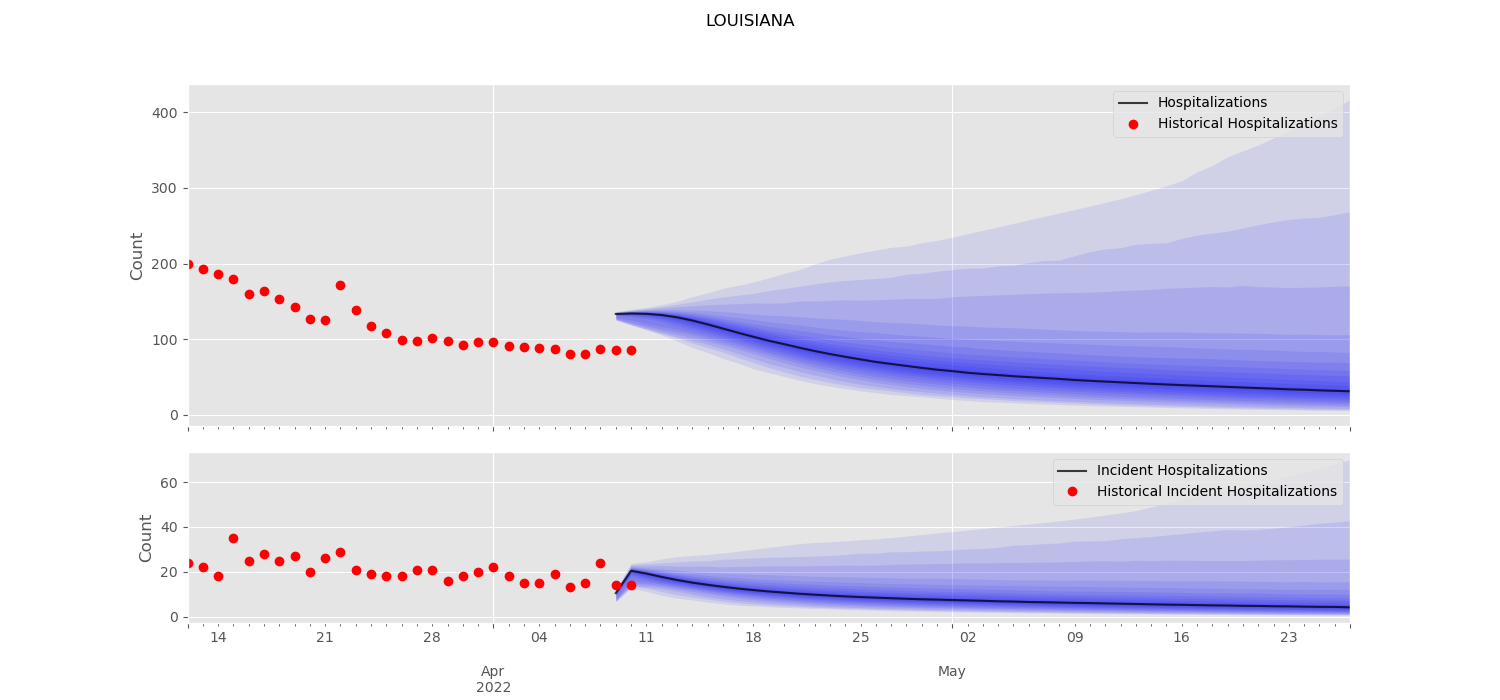 LOUISIANA
Hospitalizations
Historical Hospitalizations
400
300
200
100
0
Count
Incident Hospitalizations
Historical Incident Hospitalizations
60
40
20
0
Count
14 21 28 04 11 18 25 02 09 16 23
Apr May
2022